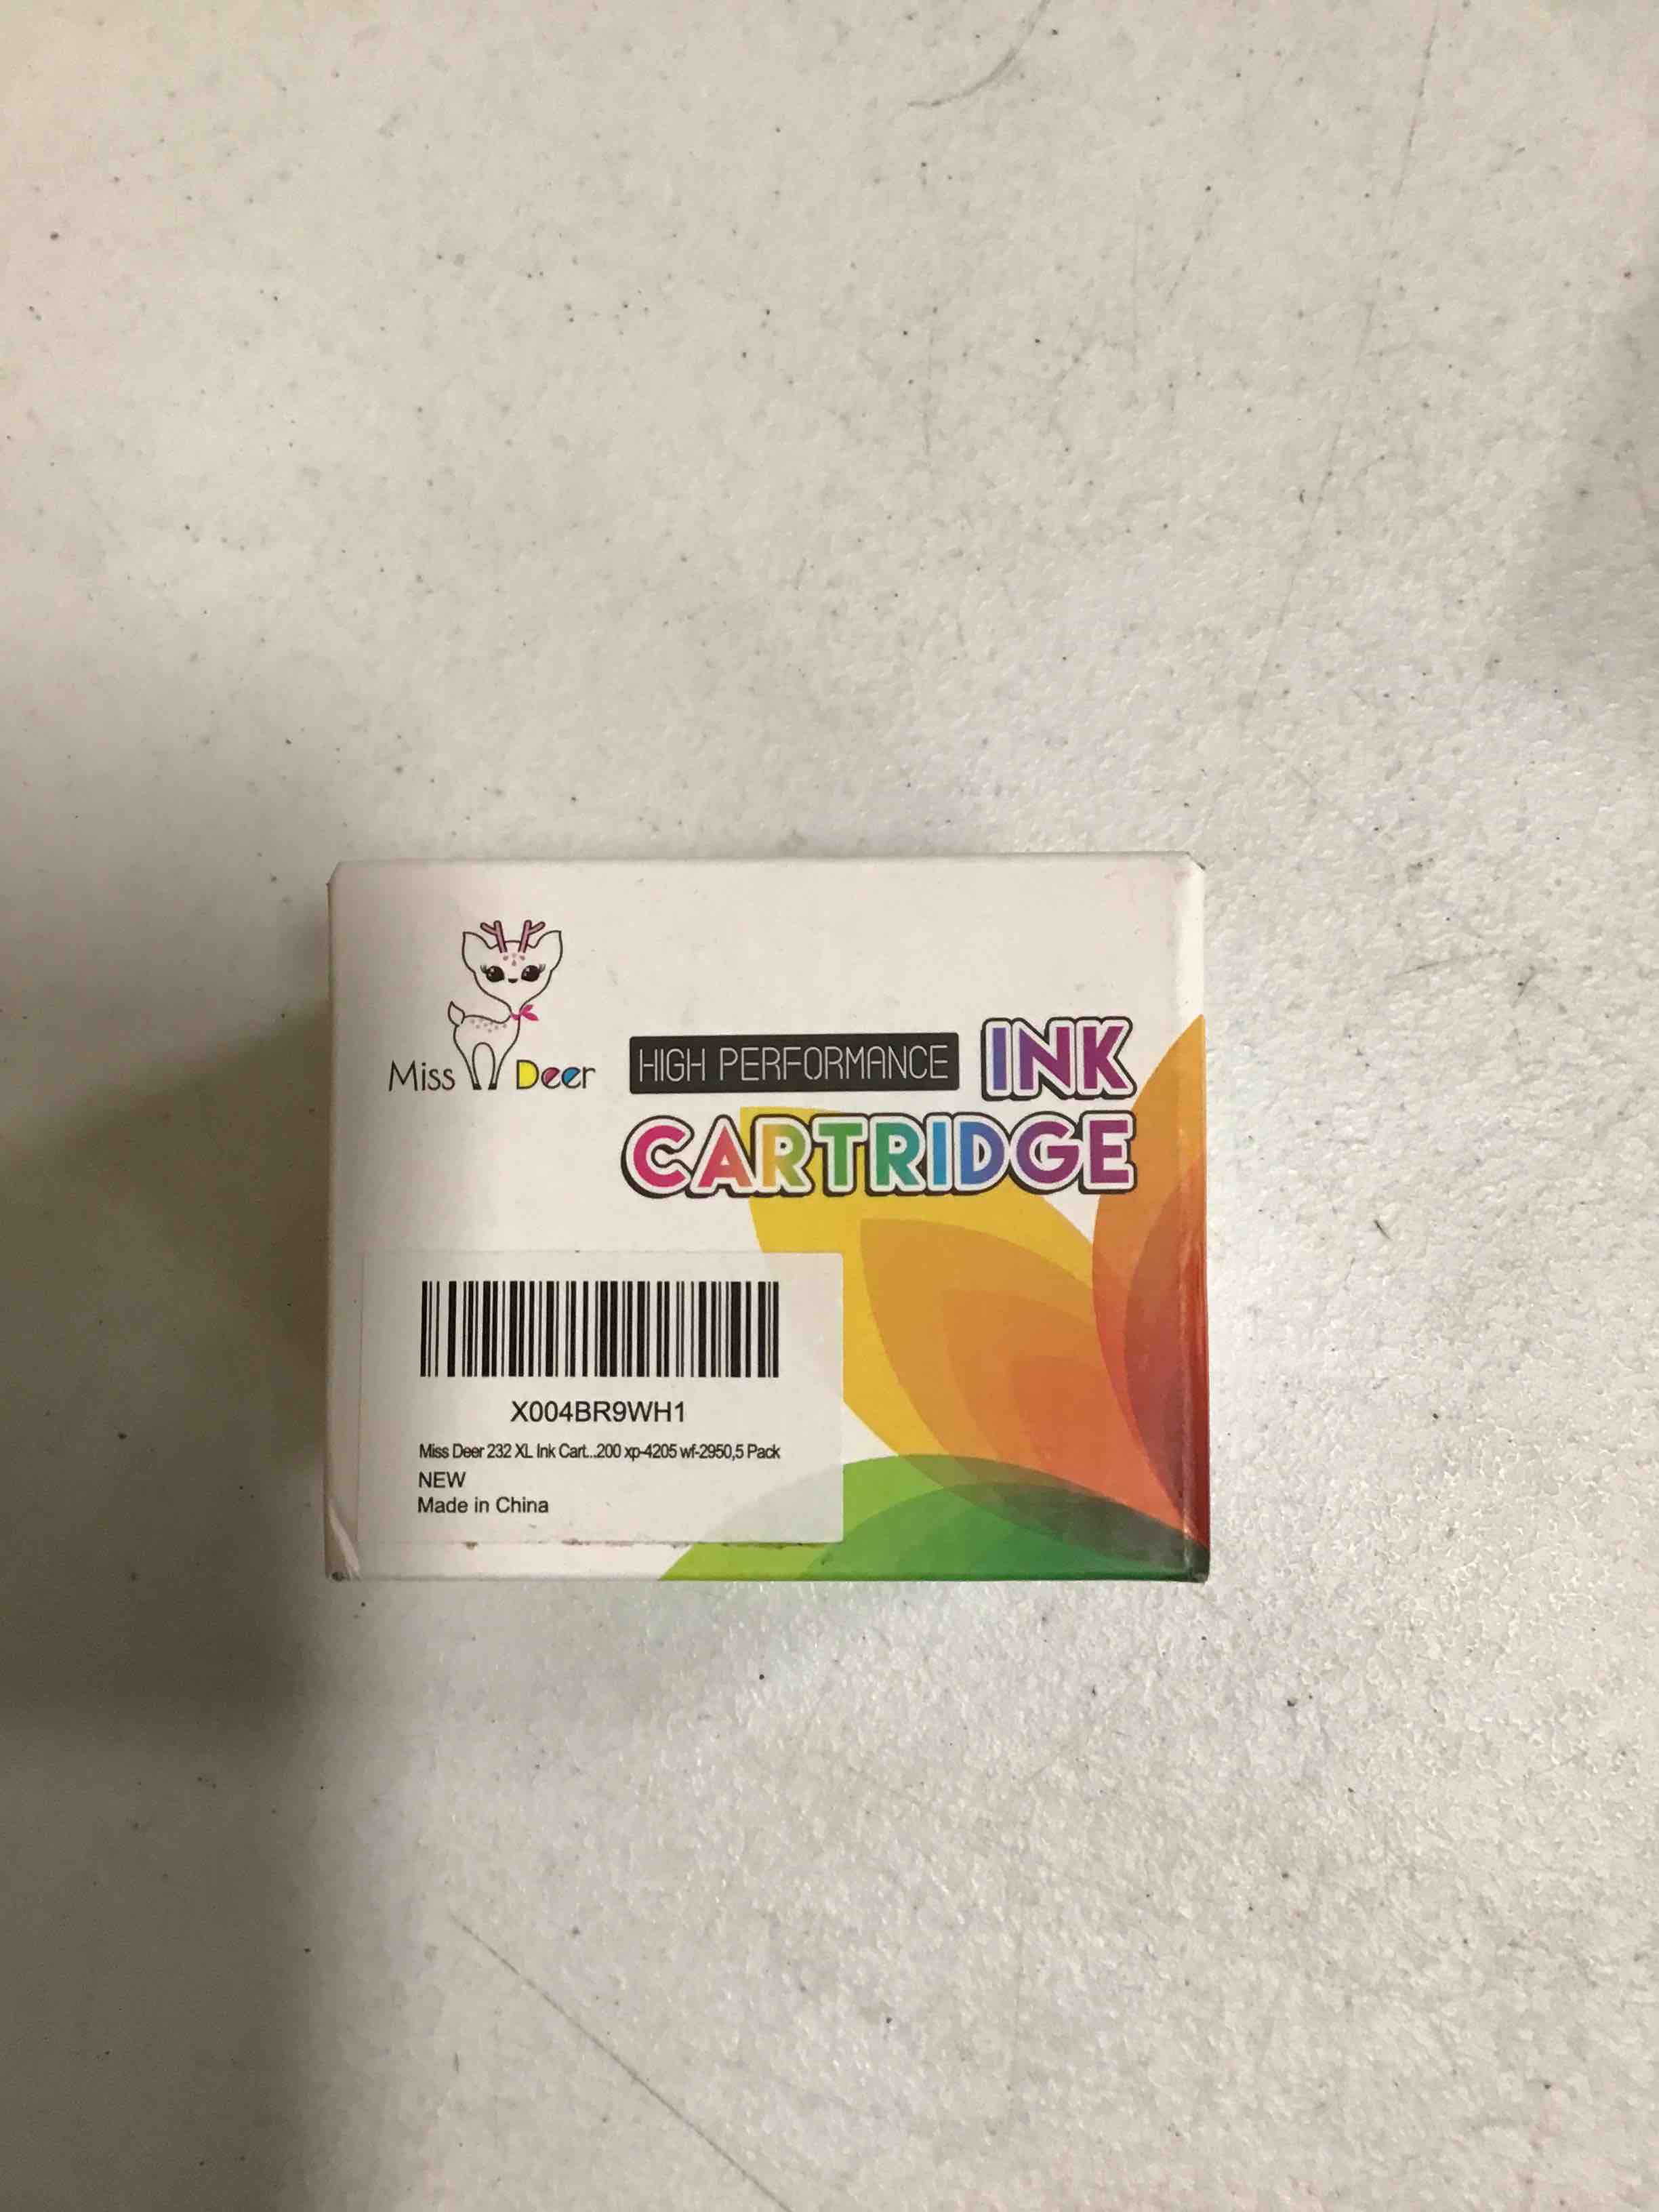 Miss Deer
HIGH PERFORMANCE INK
CARTRIDGE
X004BR9WH1
Miss Deer 232 XL Ink Cart...200 xp-4205 wf-2950,5 Pack
NEW
Made in China